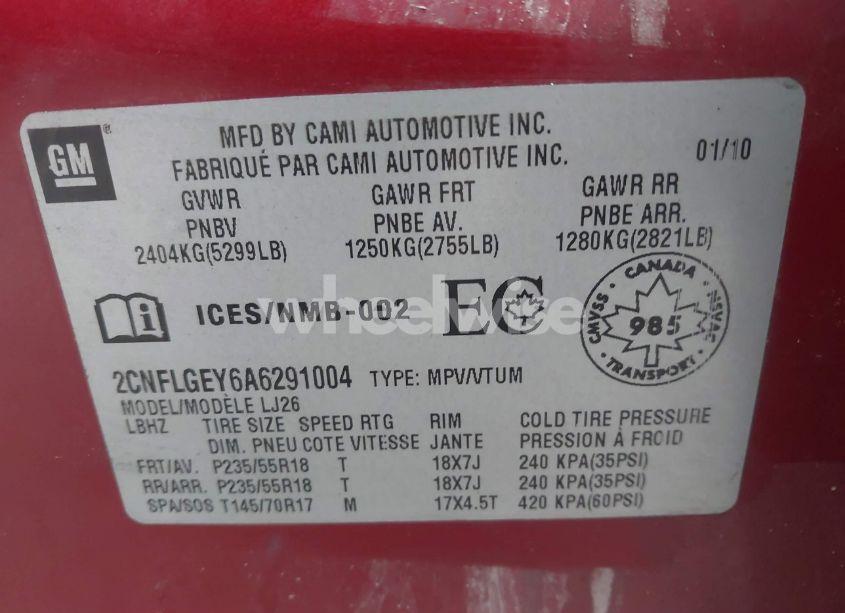 GM
MFD BY CAMI AUTOMOTIVE INC.
FABRIQUÉ PAR CAMI AUTOMOTIVE INC.
01/10
GVWR GAWR FRT GAWR RR
PNBV PNBE AV. PNBE ARR.
2404KG(5299LB) 1250KG(2755LB) 1280KG(2821LB)
ICES/NMB-002 EC
CANADA
CMVSS 985 NSVAC
TRANSPORT
wheelwise
2CNFLGEY6A6291004 TYPE: MPV/VTUM
MODEL/MODÈLE LJ26
LBHZ TIRE SIZE SPEED RTG RIM COLD TIRE PRESSURE
DIM. PNEU COTE VITESSE JANTE PRESSION À FROID
FRT/AV. P235/55R18 T 18X7J 240 KPA(35PSI)
RR/ARR. P235/55R18 T 18X7J 240 KPA(35PSI)
SPA/SOS T145/70R17 M 17X4.5T 420 KPA(60PSI)